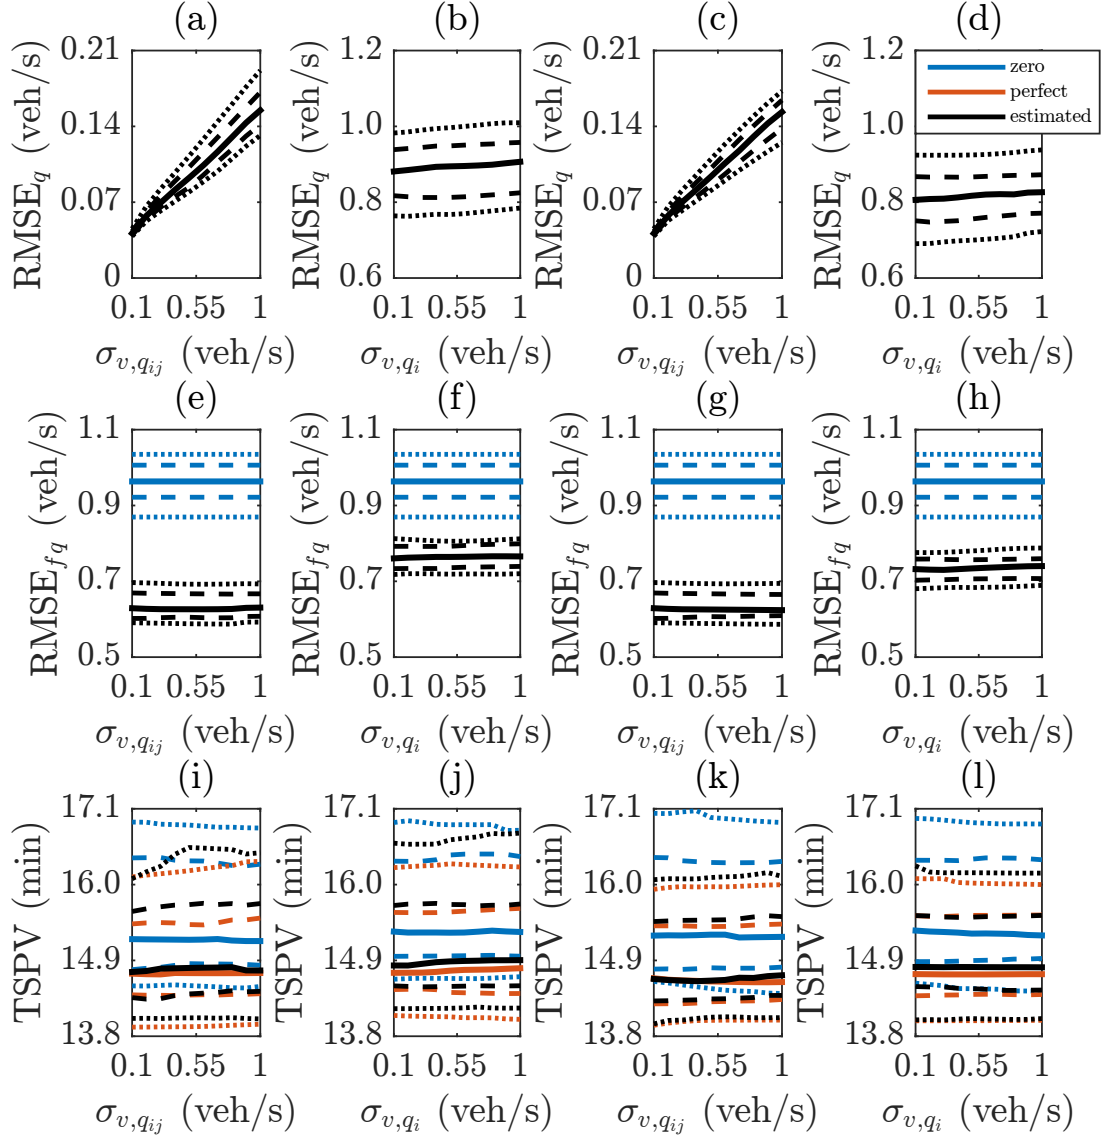 (a) (b) (c) (d)
RMSE_q (veh/s) 0.21 0.14 0.07 0
RMSE_q (veh/s) 1.2 1.0 0.8 0.6
RMSE_q (veh/s) 0.21 0.14 0.07 0
RMSE_q (veh/s) 1.2 1.0 0.8 0.6
zero
perfect
estimated
0.1 0.55 1 0.1 0.55 1 0.1 0.55 1 0.1 0.55 1
σ_{v,q_{ij}} (veh/s) σ_{v,q_i} (veh/s) σ_{v,q_{ij}} (veh/s) σ_{v,q_i} (veh/s)
(e) (f) (g) (h)
RMSE_{fq} (veh/s) 1.1 0.9 0.7 0.5
RMSE_{fq} (veh/s) 1.1 0.9 0.7 0.5
RMSE_{fq} (veh/s) 1.1 0.9 0.7 0.5
RMSE_{fq} (veh/s) 1.1 0.9 0.7 0.5
0.1 0.55 1 0.1 0.55 1 0.1 0.55 1 0.1 0.55 1
σ_{v,q_{ij}} (veh/s) σ_{v,q_i} (veh/s) σ_{v,q_{ij}} (veh/s) σ_{v,q_i} (veh/s)
(i) (j) (k) (l)
TSPV (min) 17.1 16.0 14.9 13.8
TSPV (min) 17.1 16.0 14.9 13.8
TSPV (min) 17.1 16.0 14.9 13.8
TSPV (min) 17.1 16.0 14.9 13.8
0.1 0.55 1 0.1 0.55 1 0.1 0.55 1 0.1 0.55 1
σ_{v,q_{ij}} (veh/s) σ_{v,q_i} (veh/s) σ_{v,q_{ij}} (veh/s) σ_{v,q_i} (veh/s)